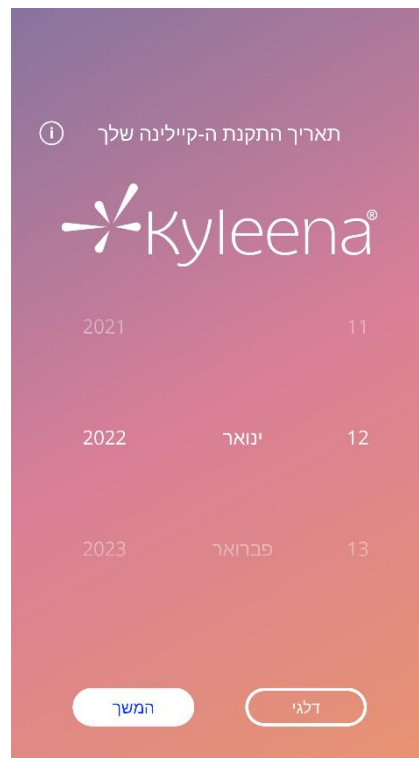 תאריך התקנת ה-קיילינה שלך
Kyleena®
11 2021
12 ינואר 2022
13 פברואר 2023
דלגי המשך